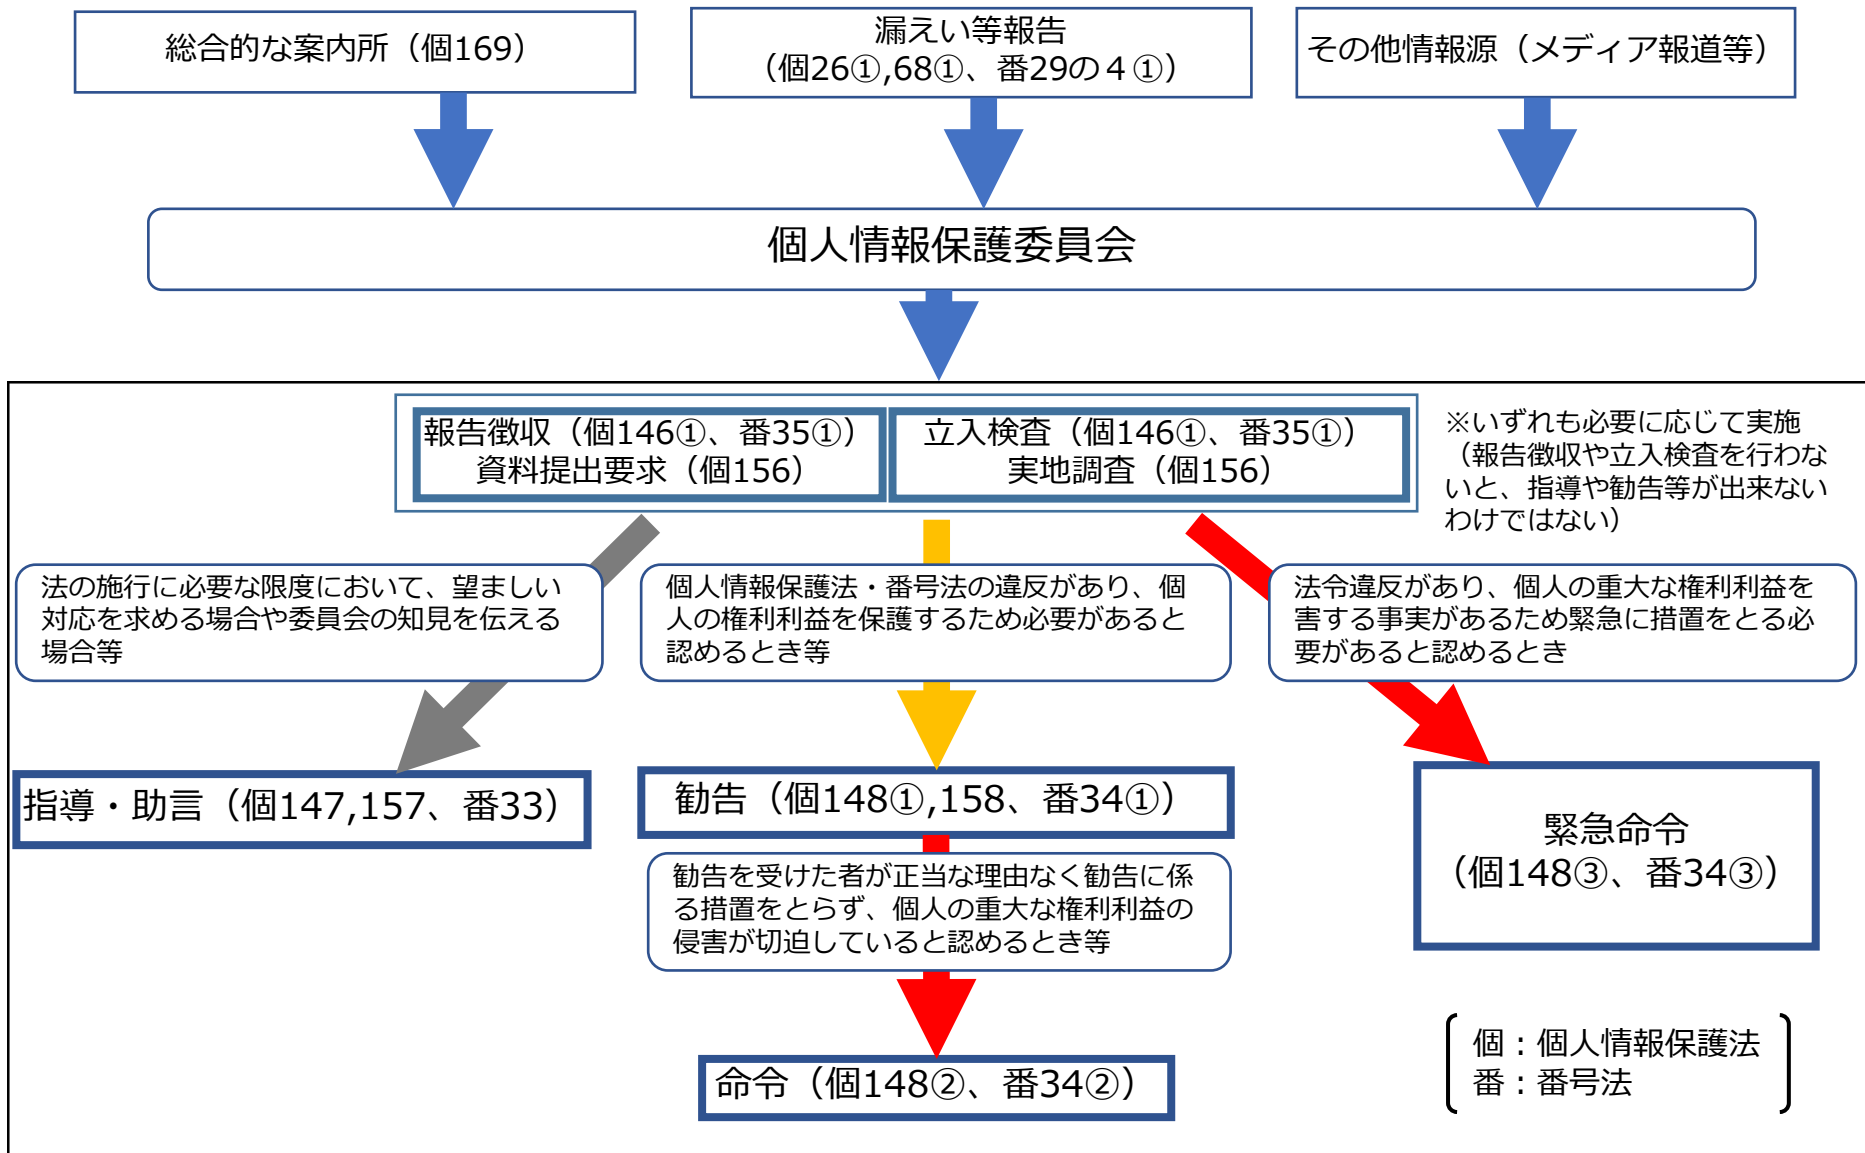 総合的な案内所（個169）
漏えい等報告
（個26①,68①、番29の４①）
その他情報源（メディア報道等）
個人情報保護委員会
報告徴収（個146①、番35①）
資料提出要求（個156）
立入検査（個146①、番35①）
実地調査（個156）
※いずれも必要に応じて実施
（報告徴収や立入検査を行わな
いと、指導や勧告等が出来ない
わけではない）
法の施行に必要な限度において、望ましい
対応を求める場合や委員会の知見を伝える
場合等
個人情報保護法・番号法の違反があり、個
人の権利利益を保護するため必要があると
認めるとき等
法令違反があり、個人の重大な権利利益を
害する事実があるため緊急に措置をとる必
要があると認めるとき
指導・助言（個147,157、番33）
勧告（個148①,158、番34①）
緊急命令
（個148③、番34③）
勧告を受けた者が正当な理由なく勧告に係
る措置をとらず、個人の重大な権利利益の
侵害が切迫していると認めるとき等
命令（個148②、番34②）
個：個人情報保護法
番：番号法